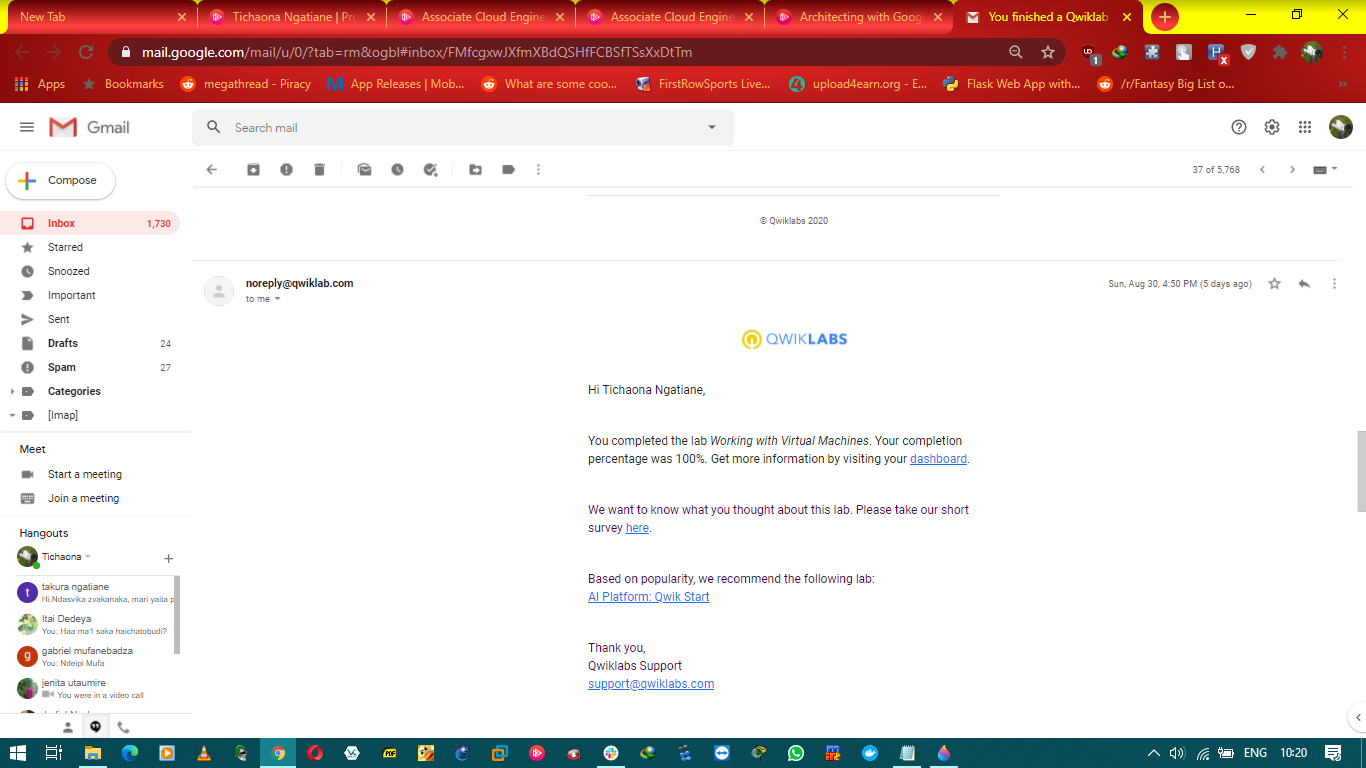 New Tab
Tichaona Ngatiane | Pro
Associate Cloud Engine
Associate Cloud Engine
Architecting with Goog
You finished a Qwiklab
mail.google.com/mail/u/0/?tab=rm&ogbl#inbox/FMfcgxwJXfmXBdQSHfFCBSfTSsXxDtTm
Apps
Bookmarks
megathread - Piracy
App Releases | Mob...
What are some coo...
FirstRowSports Live...
upload4earn.org - E...
Flask Web App with...
/r/Fantasy Big List o...
Gmail
Search mail
Compose
37 of 5,768
Inbox 1,730
Starred
Snoozed
Important
Sent
Drafts 24
Spam 27
Categories
[Imap]
Meet
Start a meeting
Join a meeting
Hangouts
Tichaona
takura ngatiane
Hi.Ndasvika zvakanaka, mari yaita p
Itai Dedeya
You: Haa ma1 saka haichatobudi?
gabriel mufanebadza
You: Ndeipi Mufa
jenita utaumire
You were in a video call
© Qwiklabs 2020
noreply@qwiklab.com
to me
Sun, Aug 30, 4:50 PM (5 days ago)
QWIKLABS
Hi Tichaona Ngatiane,
You completed the lab Working with Virtual Machines. Your completion
percentage was 100%. Get more information by visiting your dashboard.
We want to know what you thought about this lab. Please take our short
survey here.
Based on popularity, we recommend the following lab:
AI Platform: Qwik Start
Thank you,
Qwiklabs Support
support@qwiklabs.com
ENG
10:20